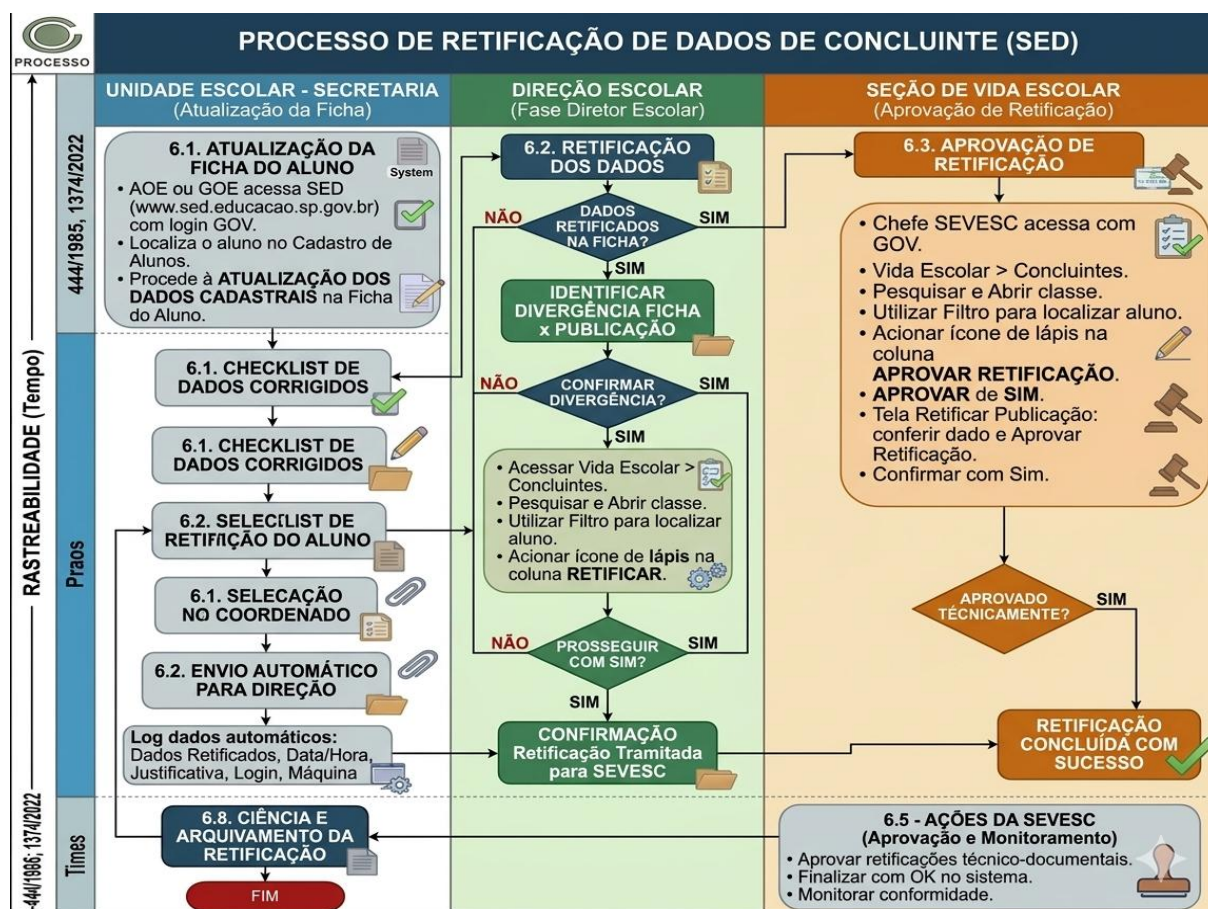 PROCESSO
PROCESSO DE RETIFICAÇÃO DE DADOS DE CONCLUINTE (SED)
RASTREABILIDADE (Tempo)
444/1986; 1374/2022
444/1985, 1374/2022
Praos
Times
UNIDADE ESCOLAR - SECRETARIA
(Atualização da Ficha)
6.1. ATUALIZAÇÃO DA
FICHA DO ALUNO
System
• AOE ou GOE acessa SED
(www.sed.educacao.sp.gov.br)
com login GOV.
• Localiza o aluno no Cadastro de
Alunos.
• Procede à ATUALIZAÇÃO DOS
DADOS CADASTRAIS na Ficha
do Aluno.
6.1. CHECKLIST DE
DADOS CORRIGIDOS
6.1. CHECKLIST DE
DADOS CORRIGIDOS
6.2. LIST DE
DO ALUNO
6.1. SELECAÇÃO
COORDENADO
6.2. ENVIO AUTOMÁTICO
PARA DIREÇÃO
Log dados automáticos:
Dados Retificados, Data/Hora,
Justificativa, Login, Máquina
6.8. CIÊNCIA E
ARQUIVAMENTO DA
RETIFICAÇÃO
FIM
DIREÇÃO ESCOLAR
(Fase Diretor Escolar)
6.2. RETIFICAÇÃO
DOS DADOS
NÃO
DADOS
RETIFICADOS
NA FICHA?
SIM
SIM
IDENTIFICAR
DIVERGÊNCIA FICHA
x PUBLICAÇÃO
NÃO
CONFIRMAR
DIVERGÊNCIA?
SIM
SIM
• Acessar Vida Escolar >
Concluintes.
• Pesquisar e Abrir classe.
• Utilizar Filtro para localizar
aluno.
• Acionar ícone de lápis na
coluna RETIFICAR.
NÃO
PROSSEGUIR
COM SIM?
SIM
SIM
CONFIRMAÇÃO
Retificação Tramitada
para SEVESC
SEÇÃO DE VIDA ESCOLAR
(Aprovação de Retificação)
6.3. APROVAÇÃO DE
RETIFICAÇÃO
• Chefe SEVESC acessa com
GOV.
• Vida Escolar > Concluintes.
• Pesquisar e Abrir classe.
• Utilizar Filtro para localizar aluno.
• Acionar ícone de lápis na
coluna
APROVAR RETIFICAÇÃO.
• APROVAR de SIM.
• Tela Retificar Publicação:
conferir dado e Aprovar
Retificação.
• Confirmar com Sim.
APROVADO
TÉCNICAMENTE?
SIM
RETIFICAÇÃO
CONCLUÍDA COM
SUCESSO
6.5 - AÇÕES DA SEVESC
(Aprovação e Monitoramento)
• Aprovar retificações técnico-documentais.
• Finalizar com OK no sistema.
• Monitorar conformidade.